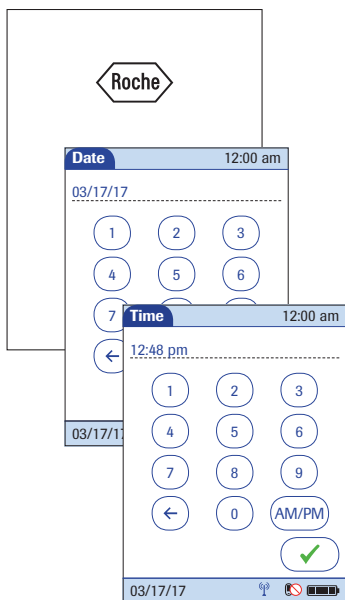 Roche
Date 12:00 am
03/17/17
1 2 3
4 5 6
7
←
03/17/1
Time 12:00 am
12:48 pm
1 2 3
4 5 6
7 8 9
← 0 AM/PM
03/17/17